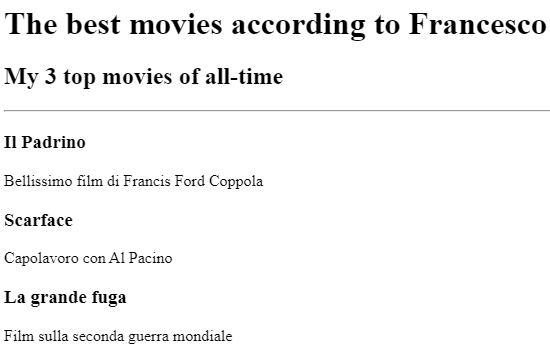 The best movies according to Francesco
My 3 top movies of all-time
Il Padrino
Bellissimo film di Francis Ford Coppola
Scarface
Capolavoro con Al Pacino
La grande fuga
Film sulla seconda guerra mondiale